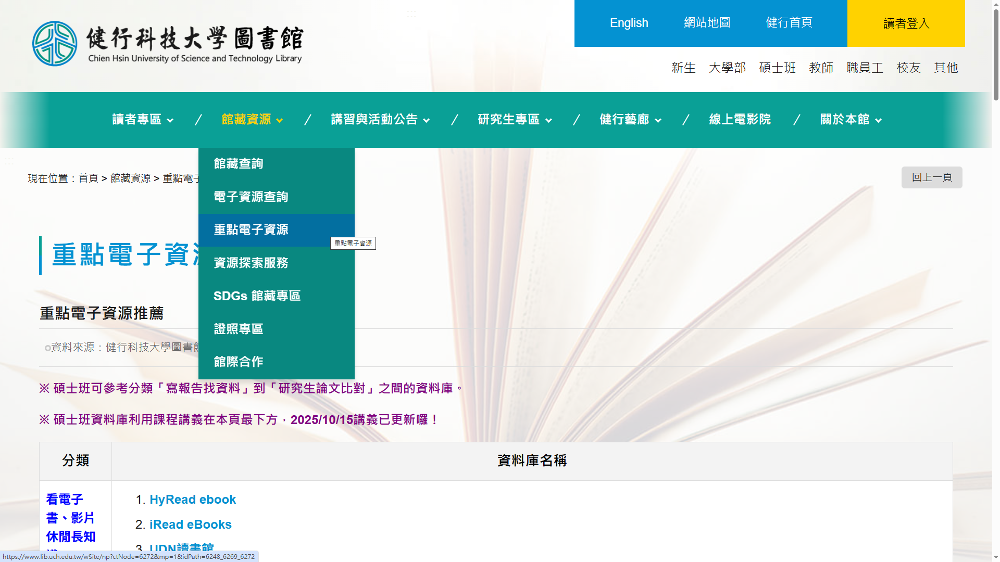 健行科技大學圖書館
Chien Hsin University of Science and Technology Library
English 網站地圖 健行首頁 讀者登入
新生 大學部 碩士班 教師 職員工 校友 其他
讀者專區 / 館藏資源 / 講習與活動公告 / 研究生專區 / 健行藝廊 / 線上電影院 / 關於本館
館藏查詢
電子資源查詢
重點電子資源
重點電子資源
資源探索服務
SDGs 館藏專區
證照專區
館際合作
現在位置：首頁 > 館藏資源 > 重點電子
回上一頁
重點電子資
重點電子資源推薦
資料來源：健行科技大學圖書館
※ 碩士班可參考分類「寫報告找資料」到「研究生論文比對」之間的資料庫。
※ 碩士班資料庫利用課程講義在本頁最下方，2025/10/15講義已更新囉！
分類 資料庫名稱
看電子
書、影片
休閒長知
1. HyRead ebook
2. iRead eBooks
3. UDN讀書館
https://www.lib.uch.edu.tw/wSite/np?ctNode=6272&mp=1&idPath=6248_6269_6272